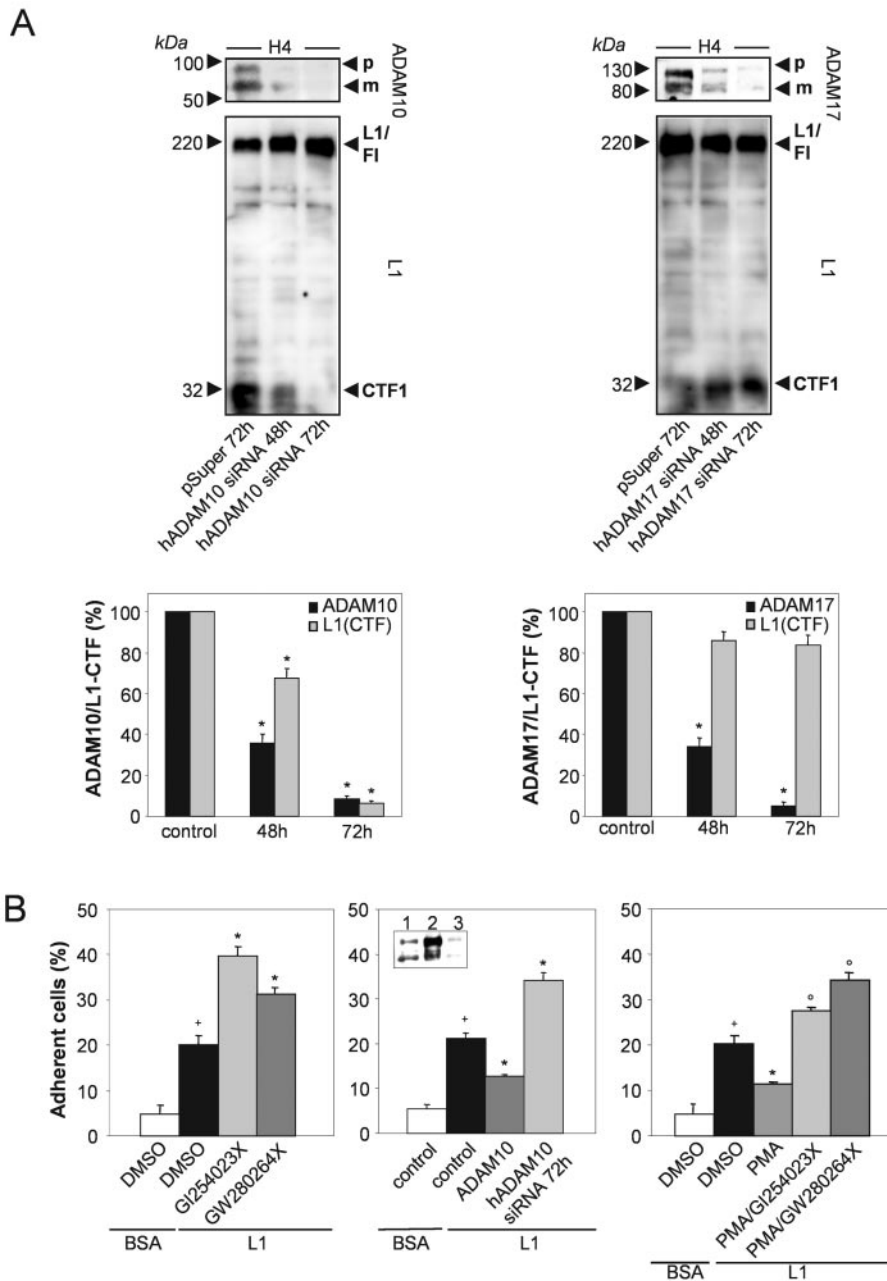 A
kDa
H4
100
50
p
m
ADAM10
220
L1/
Fl
L1
32
CTF1
pSuper 72h
hADAM10 siRNA 48h
hADAM10 siRNA 72h
kDa
H4
130
80
p
m
ADAM17
220
L1/
Fl
L1
32
CTF1
pSuper 72h
hADAM17 siRNA 48h
hADAM17 siRNA 72h
ADAM10/L1-CTF (%)
100
80
60
40
20
0
ADAM10
L1(CTF)
*
*
*
*
control
48h
72h
ADAM17/L1-CTF (%)
100
80
60
40
20
0
ADAM17
L1(CTF)
*
*
control
48h
72h
B
Adherent cells (%)
50
40
30
20
10
0
+
*
*
DMSO
DMSO
GI254023X
GW280264X
BSA
L1
50
40
30
20
10
0
1 2 3
+
*
*
control
control
ADAM10
hADAM10
siRNA 72h
BSA
L1
50
40
30
20
10
0
+
*
°
°
DMSO
DMSO
PMA
PMA/GI254023X
PMA/GW280264X
BSA
L1